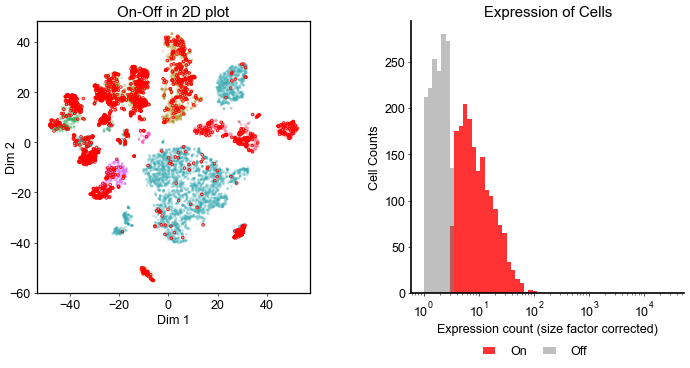 On-Off in 2D plot
40
20
0
−20
−40
−60
−40
−20
0
20
40
Dim 2
Dim 1
Expression of Cells
250
200
150
100
50
0
10^0
10^1
10^2
10^3
10^4
Cell Counts
Expression count (size factor corrected)
On
Off